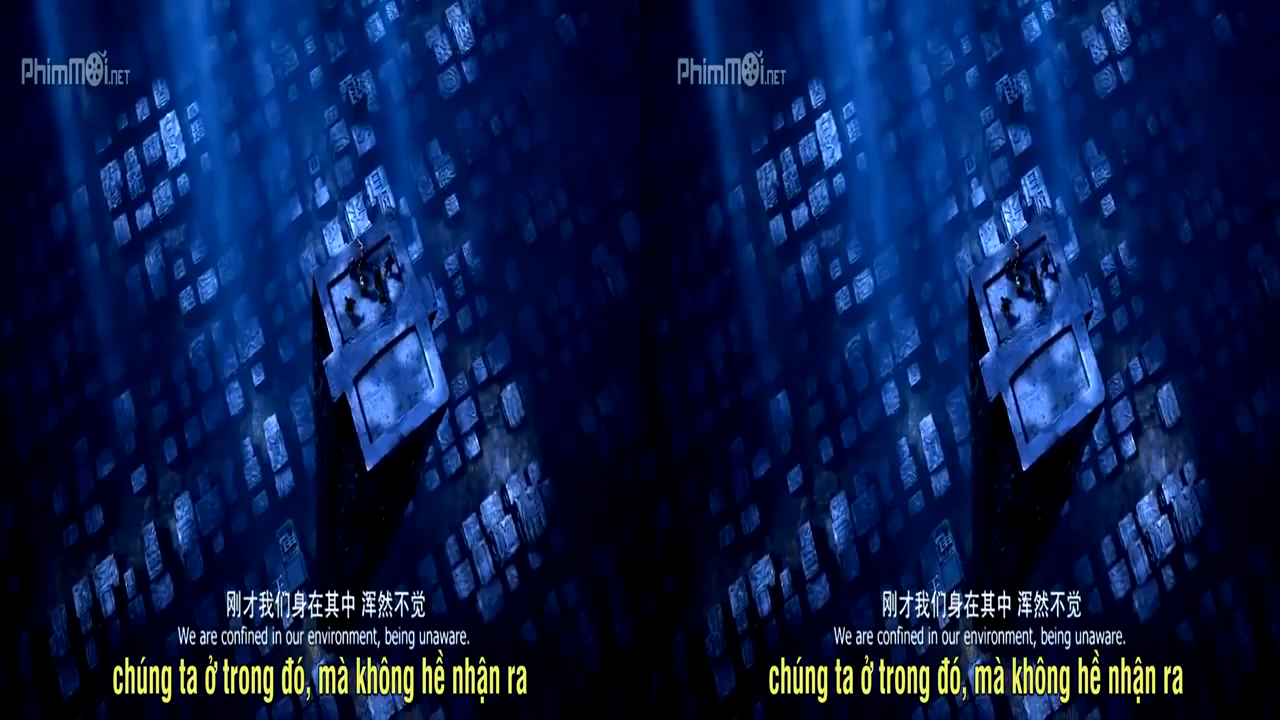 PhimMỡi.NET
刚才我们身在其中 浑然不觉
We are confined in our environment, being unaware.
chúng ta ở trong đó, mà không hề nhận ra
PhimMỡi.NET
刚才我们身在其中 浑然不觉
We are confined in our environment, being unaware.
chúng ta ở trong đó, mà không hề nhận ra